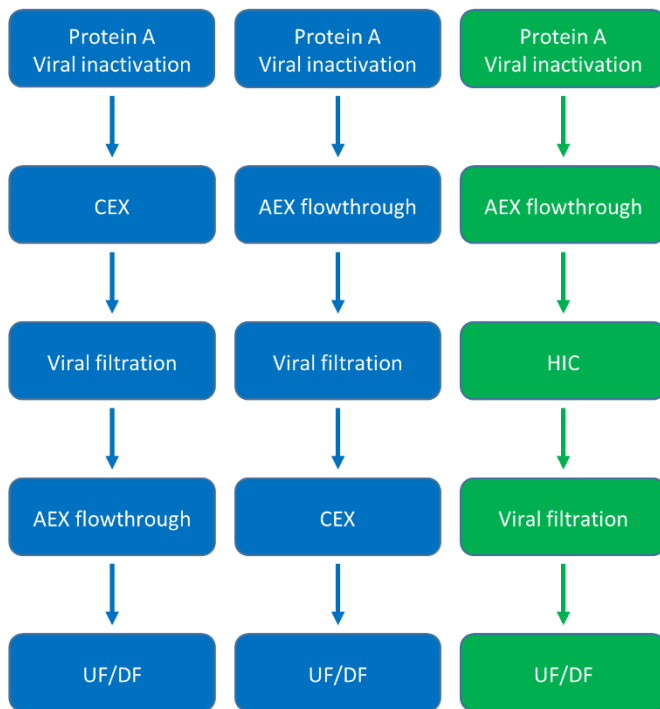 Protein A
Viral inactivation
CEX
Viral filtration
AEX flowthrough
UF/DF
Protein A
Viral inactivation
AEX flowthrough
Viral filtration
CEX
UF/DF
Protein A
Viral inactivation
AEX flowthrough
HIC
Viral filtration
UF/DF